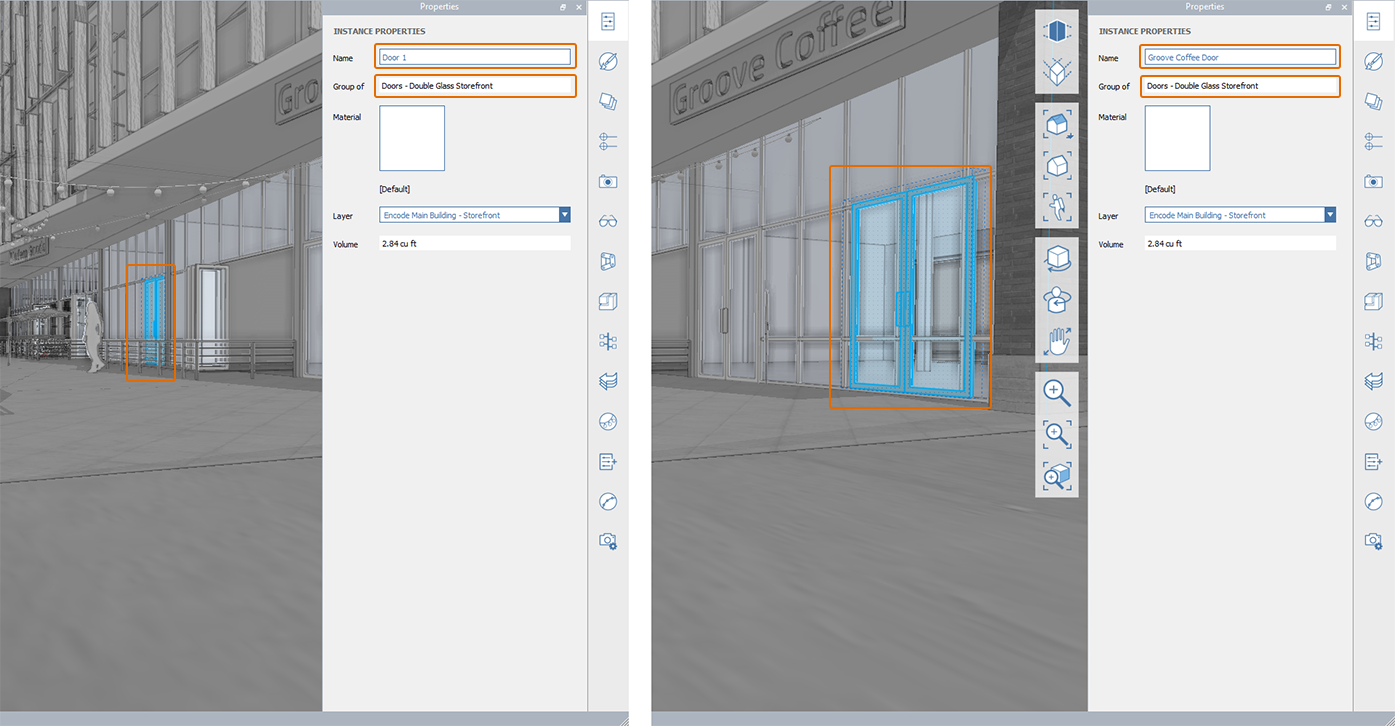 Properties
INSTANCE PROPERTIES
Name Door 1
Group of Doors - Double Glass Storefront
Material
[Default]
Layer Encode Main Building - Storefront
Volume 2.84 cu ft
Gro
Groove Coffee
Properties
INSTANCE PROPERTIES
Name Groove Coffee Door
Group of Doors - Double Glass Storefront
Material
[Default]
Layer Encode Main Building - Storefront
Volume 2.84 cu ft